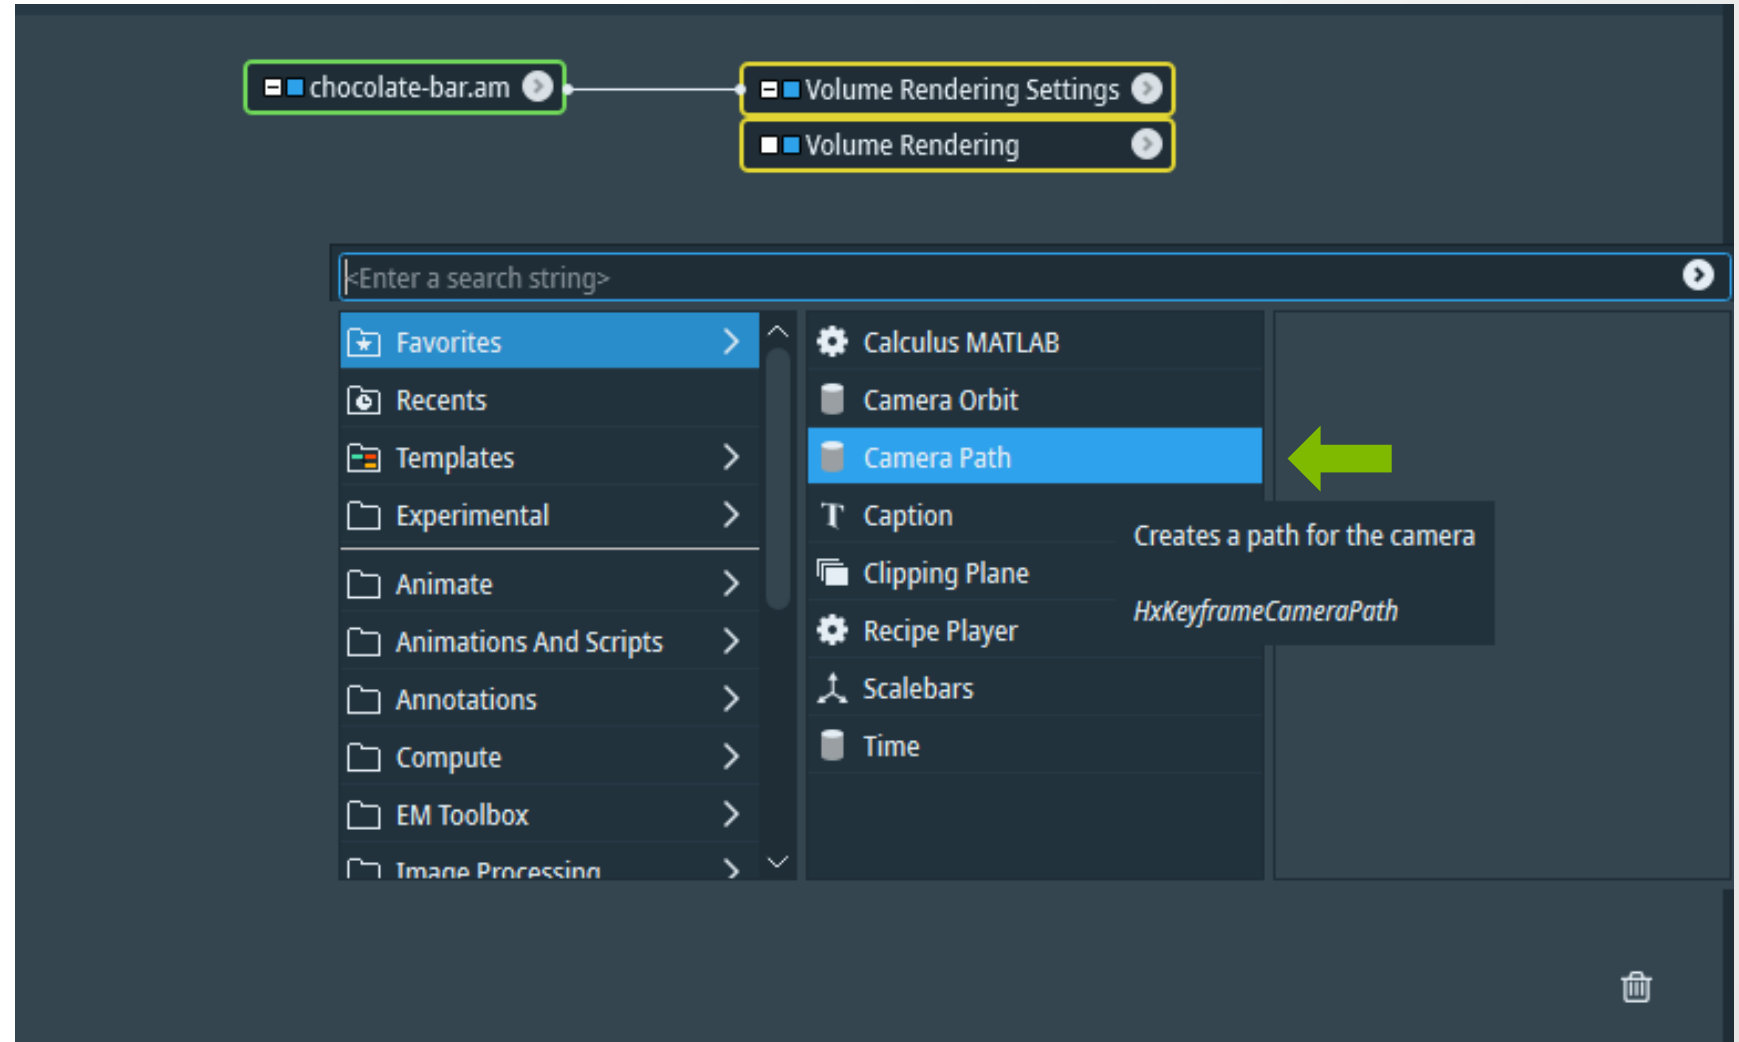 chocolate-bar.am
Volume Rendering Settings
Volume Rendering
<Enter a search string>
Favorites
Recents
Templates
Experimental
Animate
Animations And Scripts
Annotations
Compute
EM Toolbox
Image Processing
Calculus MATLAB
Camera Orbit
Camera Path
Caption
Clipping Plane
Recipe Player
Scalebars
Time
Creates a path for the camera
HxKeyframeCameraPath